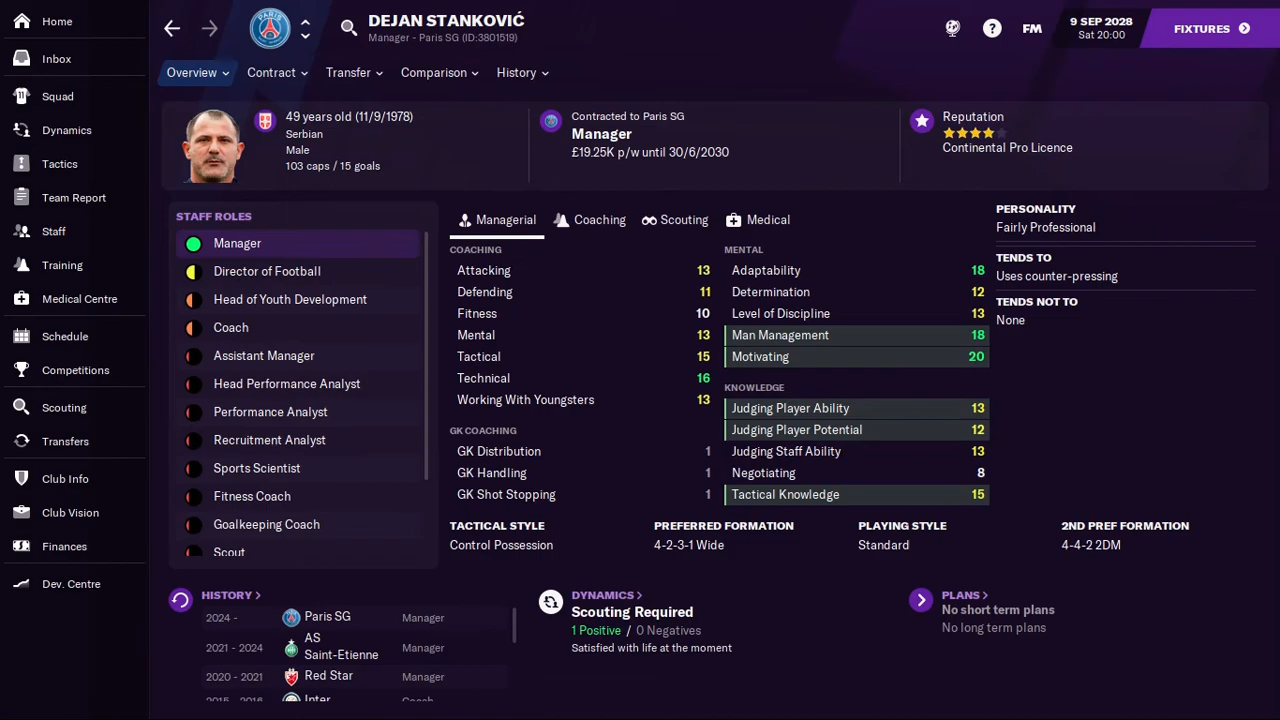 Home
Inbox
Squad
Dynamics
Tactics
Team Report
Staff
Training
Medical Centre
Schedule
Competitions
Scouting
Transfers
Club Info
Club Vision
Finances
Dev. Centre
DEJAN STANKOVIĆ
Manager - Paris SG (ID:3801519)
FM
9 SEP 2028
Sat 20:00
FIXTURES
Overview
Contract
Transfer
Comparison
History
49 years old (11/9/1978)
Serbian
Male
103 caps / 15 goals
Contracted to Paris SG
Manager
£19.25K p/w until 30/6/2030
Reputation
Continental Pro Licence
STAFF ROLES
Manager
Director of Football
Head of Youth Development
Coach
Assistant Manager
Head Performance Analyst
Performance Analyst
Recruitment Analyst
Sports Scientist
Fitness Coach
Goalkeeping Coach
Scout
Managerial
Coaching
Scouting
Medical
COACHING
Attacking 13
Defending 11
Fitness 10
Mental 13
Tactical 15
Technical 16
Working With Youngsters 13
GK COACHING
GK Distribution 1
GK Handling 1
GK Shot Stopping 1
MENTAL
Adaptability 18
Determination 12
Level of Discipline 13
Man Management 18
Motivating 20
KNOWLEDGE
Judging Player Ability 13
Judging Player Potential 12
Judging Staff Ability 13
Negotiating 8
Tactical Knowledge 15
PERSONALITY
Fairly Professional
TENDS TO
Uses counter-pressing
TENDS NOT TO
None
TACTICAL STYLE
Control Possession
PREFERRED FORMATION
4-2-3-1 Wide
PLAYING STYLE
Standard
2ND PREF FORMATION
4-4-2 2DM
HISTORY
2024 - Paris SG Manager
2021 - 2024 AS Saint-Etienne Manager
2020 - 2021 Red Star Manager
2015 - 2016 Inter Coach
DYNAMICS
Scouting Required
1 Positive / 0 Negatives
Satisfied with life at the moment
PLANS
No short term plans
No long term plans